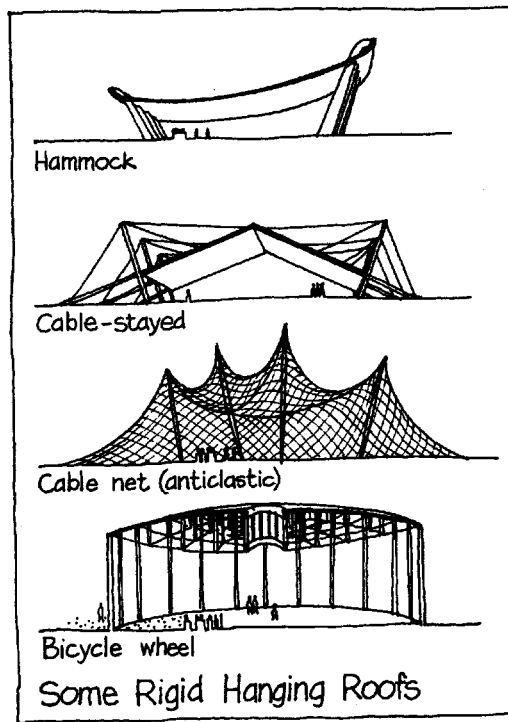 Hammock
Cable-stayed
Cable net (anticlastic)
Bicycle wheel
Some Rigid Hanging Roofs